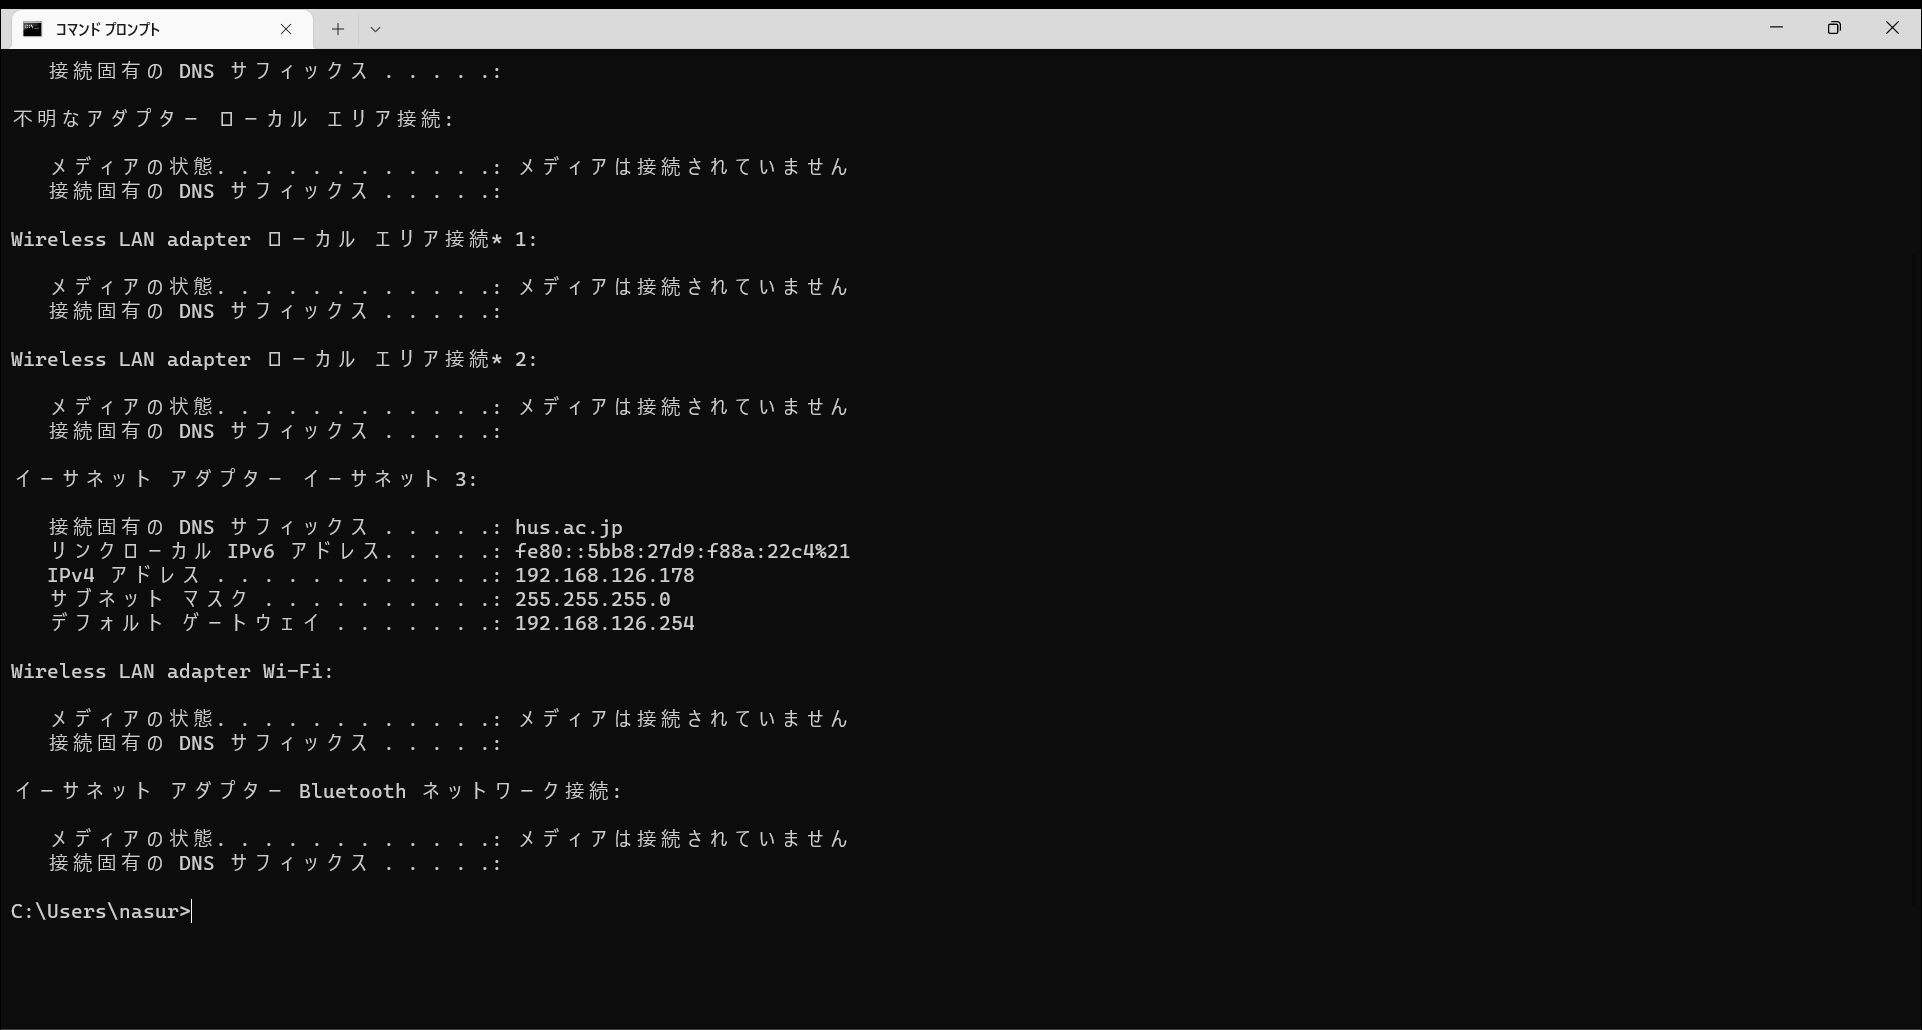 コマンド プロンプト
接続固有の DNS サフィックス . . . . .:
不明なアダプター ローカル エリア接続:
メディアの状態. . . . . . . . . . . .: メディアは接続されていません
接続固有の DNS サフィックス . . . . .:
Wireless LAN adapter ローカル エリア接続* 1:
メディアの状態. . . . . . . . . . . .: メディアは接続されていません
接続固有の DNS サフィックス . . . . .:
Wireless LAN adapter ローカル エリア接続* 2:
メディアの状態. . . . . . . . . . . .: メディアは接続されていません
接続固有の DNS サフィックス . . . . .:
イーサネット アダプター イーサネット 3:
接続固有の DNS サフィックス . . . . .: hus.ac.jp
リンクローカル IPv6 アドレス. . . . .: fe80::5bb8:27d9:f88a:22c4%21
IPv4 アドレス . . . . . . . . . . . .: 192.168.126.178
サブネット マスク . . . . . . . . . .: 255.255.255.0
デフォルト ゲートウェイ . . . . . . .: 192.168.126.254
Wireless LAN adapter Wi-Fi:
メディアの状態. . . . . . . . . . . .: メディアは接続されていません
接続固有の DNS サフィックス . . . . .:
イーサネット アダプター Bluetooth ネットワーク接続:
メディアの状態. . . . . . . . . . . .: メディアは接続されていません
接続固有の DNS サフィックス . . . . .:
C:\Users\nasur>